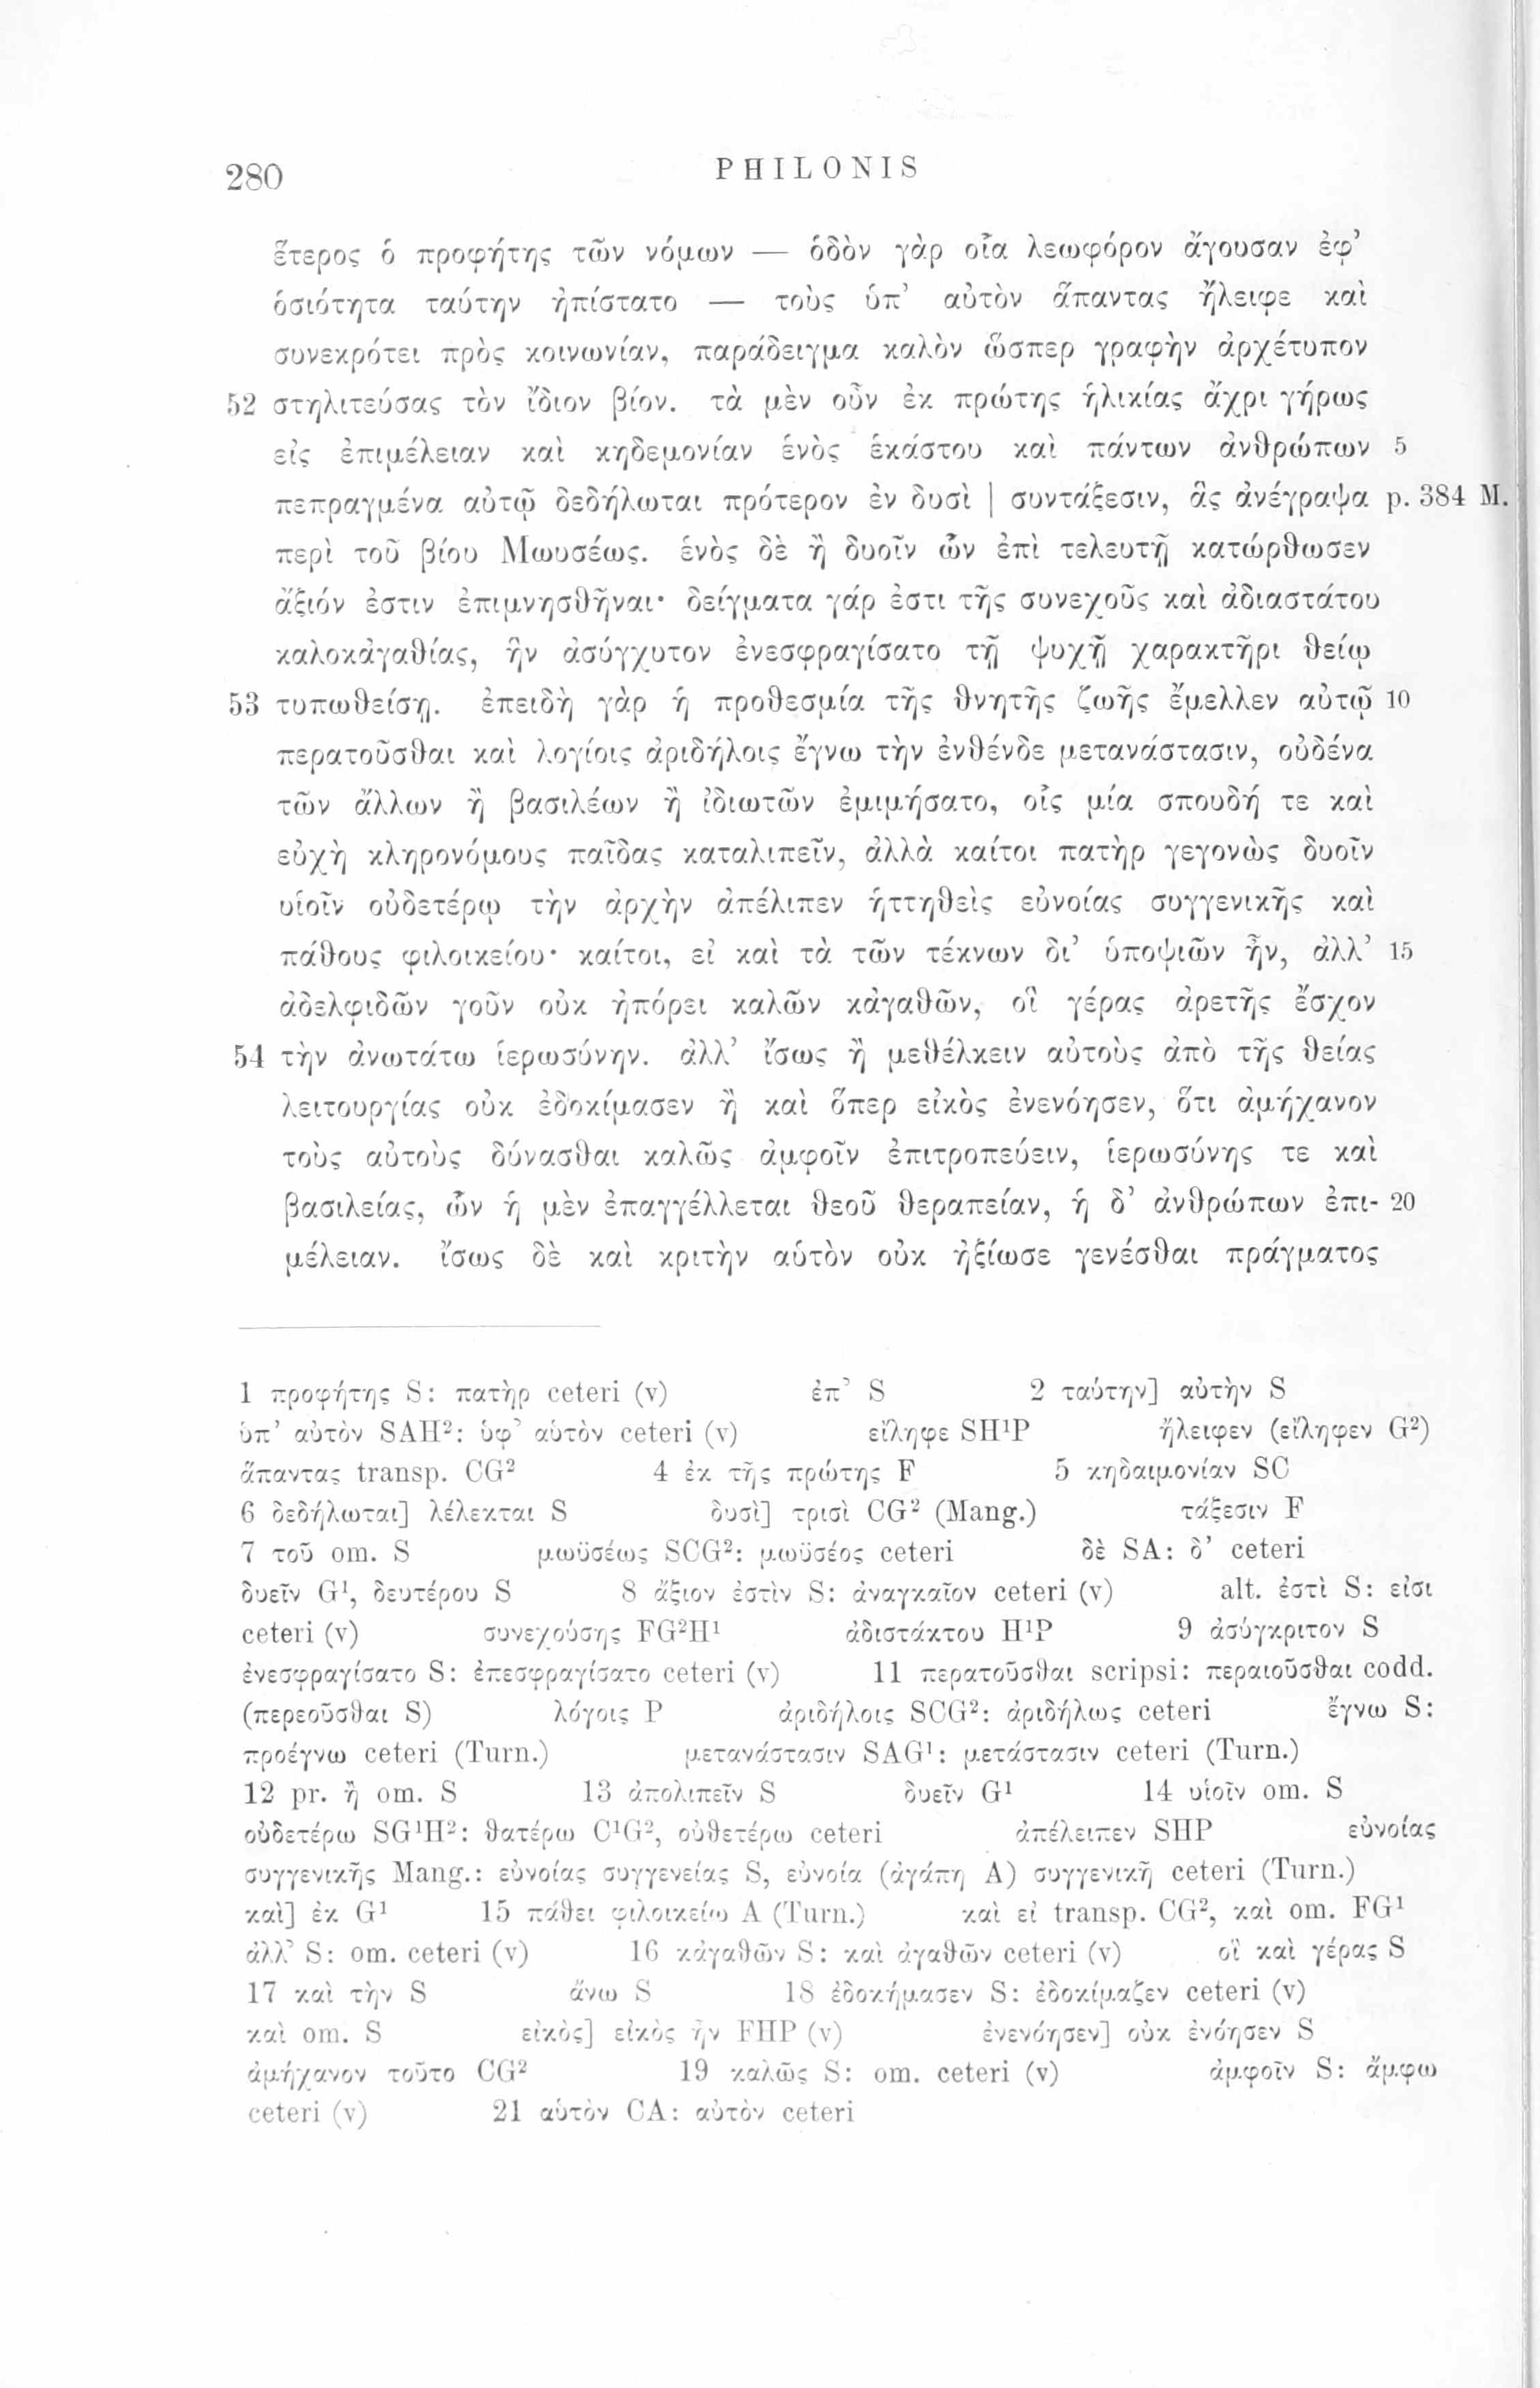 280
PHILONIS
ἕτερος ὁ προφήτης τῶν νόμων — ὁδὸν γὰρ οἷα λεωφόρον ἄγουσαν ἐφ’
ὁσιότητα ταύτην ἠπίστατο — τοὺς ὑπ’ αὐτὸν ἅπαντας ἤλειφε καὶ
συνεκρότει πρὸς κοινωνίαν, παράδειγμα καλὸν ὥσπερ γραφὴν ἀρχέτυπον
52 στηλιτεύσας τὸν ἴδιον βίον. τὰ μὲν οὖν ἐκ πρώτης ἡλικίας ἄχρι γήρως
εἰς ἐπιμέλειαν καὶ κηδεμονίαν ἑνὸς ἑκάστου καὶ πάντων ἀνθρώπων 5
πεπραγμένα αὐτῷ δεδήλωται πρότερον ἐν δυσὶ | συντάξεσιν, ἃς ἀνέγραψα p. 384 M.
περὶ τοῦ βίου Μωυσέως. ἑνὸς δὲ ἢ δυοῖν ὧν ἐπὶ τελευτῇ κατώρθωσεν
ἄξιόν ἐστιν ἐπιμνησθῆναι· δείγματα γάρ ἐστι τῆς συνεχοῦς καὶ ἀδιαστάτου
καλοκἀγαθίας, ἣν ἀσύγχυτον ἐνεσφραγίσατο τῇ ψυχῇ χαρακτῆρι θείῳ
53 τυπωθείσῃ. ἐπειδὴ γὰρ ἡ προθεσμία τῆς θνητῆς ζωῆς ἔμελλεν αὐτῷ 10
περατοῦσθαι καὶ λογίοις ἀριδήλοις ἔγνω τὴν ἐνθένδε μετανάστασιν, οὐδένα
τῶν ἄλλων ἢ βασιλέων ἢ ἰδιωτῶν ἐμιμήσατο, οἷς μία σπουδή τε καὶ
εὐχὴ κληρονόμους παῖδας καταλιπεῖν, ἀλλὰ καίτοι πατὴρ γεγονὼς δυοῖν
υἱοῖν οὐδετέρῳ τὴν ἀρχὴν ἀπέλιπεν ἡττηθεὶς εὐνοίας συγγενικῆς καὶ
πάθους φιλοικείου· καίτοι, εἰ καὶ τὰ τῶν τέκνων δι’ ὑποψιῶν ἦν, ἀλλ’ 15
ἀδελφιδῶν γοῦν οὐκ ἠπόρει καλῶν κἀγαθῶν, οἳ γέρας ἀρετῆς ἔσχον
54 τὴν ἀνωτάτω ἱερωσύνην. ἀλλ’ ἴσως ἢ μεθέλκειν αὐτοὺς ἀπὸ τῆς θείας
λειτουργίας οὐκ ἐδοκίμασεν ἢ καὶ ὅπερ εἰκὸς ἐνενόησεν, ὅτι ἀμήχανον
τοὺς αὐτοὺς δύνασθαι καλῶς ἀμφοῖν ἐπιτροπεύειν, ἱερωσύνης τε καὶ
βασιλείας, ὧν ἡ μὲν ἐπαγγέλλεται θεοῦ θεραπείαν, ἡ δ’ ἀνθρώπων ἐπι- 20
μέλειαν. ἴσως δὲ καὶ κριτὴν αὑτὸν οὐκ ἠξίωσε γενέσθαι πράγματος
1 προφήτης S: πατὴρ ceteri (v) ἐπ’ S 2 ταύτην] αὐτὴν S
ὑπ’ αὐτὸν SAH²: ὑφ’ αὑτὸν ceteri (v) εἴληφε SH¹P ἤλειφεν (εἴληφεν G²)
ἅπαντας transp. CG² 4 ἐκ τῆς πρώτης F 5 κηδαιμονίαν SC
6 δεδήλωται] λέλεκται S δυσὶ] τρισὶ CG² (Mang.) τάξεσιν F
7 τοῦ om. S μωϋσέως SCG²: μωϋσέος ceteri δὲ SA: δ’ ceteri
δυεῖν G¹, δευτέρου S 8 ἄξιον ἐστὶν S: ἀναγκαῖον ceteri (v) alt. ἐστὶ S: εἰσι
ceteri (v) συνεχούσης FG²H¹ ἀδιστάκτου H¹P 9 ἀσύγκριτον S
ἐνεσφραγίσατο S: ἐπεσφραγίσατο ceteri (v) 11 περατοῦσθαι scripsi: περαιοῦσθαι codd.
(περεοῦσθαι S) λόγοις P ἀριδήλοις SCG²: ἀριδήλως ceteri ἔγνω S:
προέγνω ceteri (Turn.) μετανάστασιν SAG¹: μετάστασιν ceteri (Turn.)
12 pr. ἢ om. S 13 ἀπολιπεῖν S δυεῖν G¹ 14 υἱοῖν om. S
οὐδετέρῳ SG¹H²: θατέρῳ C¹G², οὐθετέρῳ ceteri ἀπέλειπεν SHP εὐνοίας
συγγενικῆς Mang.: εὐνοίας συγγενείας S, εὐνοία (ἀγάπη A) συγγενικῆ ceteri (Turn.)
καὶ] ἐκ G¹ 15 πάθει φιλοικείῳ A (Turn.) καὶ εἰ transp. CG², καὶ om. FG¹
ἀλλ’ S: om. ceteri (v) 16 κἀγαθῶν S: καὶ ἀγαθῶν ceteri (v) οἳ καὶ γέρας S
17 καὶ τὴν S ἄνω S 18 ἐδοκήμασεν S: ἐδοκίμαζεν ceteri (v)
καὶ om. S εἰκὸς] εἰκὸς ἦν FHP (v) ἐνενόησεν] οὐκ ἐνόησεν S
ἀμήχανον τοῦτο CG² 19 καλῶς S: om. ceteri (v) ἀμφοῖν S: ἄμφω
ceteri (v) 21 αὑτὸν CA: αὐτὸν ceteri